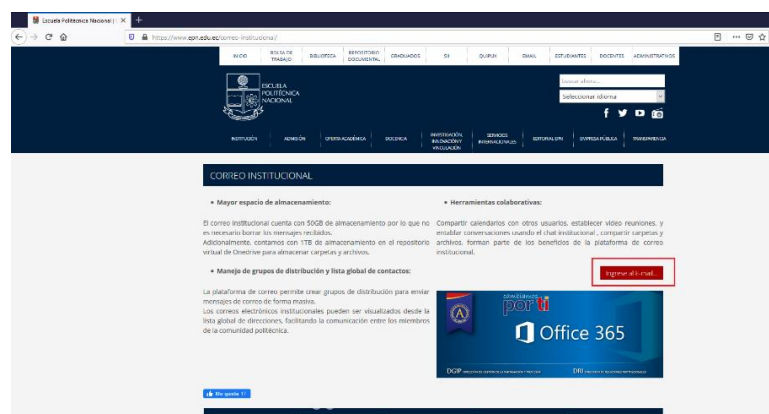 Escuela Politécnica Nacional |
https://www.epn.edu.ec/correo-institucional/
INICIO
BOLSA DE TRABAJO
BIBLIOTECA
REPOSITORIO DOCUMENTAL
GRADUADOS
SII
QUIPUX
EMAIL
ESTUDIANTES
DOCENTES
ADMINISTRATIVOS
ESCUELA
POLITÉCNICA
NACIONAL
buscar ahora...
Seleccionar idioma
INSTITUCIÓN
ADMISIÓN
OFERTA ACADÉMICA
DOCENCIA
INVESTIGACIÓN, INNOVACIÓN Y VINCULACIÓN
SERVICIOS INTERNACIONALES
EDITORIAL EPN
EMPRESA PÚBLICA
TRANSPARENCIA
CORREO INSTITUCIONAL
• Mayor espacio de almacenamiento:
El correo institucional cuenta con 50GB de almacenamiento por lo que no
es necesario borrar los mensajes recibidos.
Adicionalmente, contamos con 1TB de almacenamiento en el repositorio
virtual de Onedrive para almacenar carpetas y archivos.
• Manejo de grupos de distribución y lista global de contactos:
La plataforma de correo permite crear grupos de distribución para enviar
mensajes de correo de forma masiva.
Los correos electrónicos institucionales pueden ser visualizados desde la
lista global de direcciones, facilitando la comunicación entre los miembros
de la comunidad politécnica.
• Herramientas colaborativas:
Compartir calendarios con otros usuarios, establecer video reuniones, y
entablar conversaciones usando el chat institucional , compartir carpetas y
archivos, forman parte de los beneficios de la plataforma de correo
institucional.
Ingrese al E-mail...
por ti
Office 365
DGIP
DRI
Me gusta 17